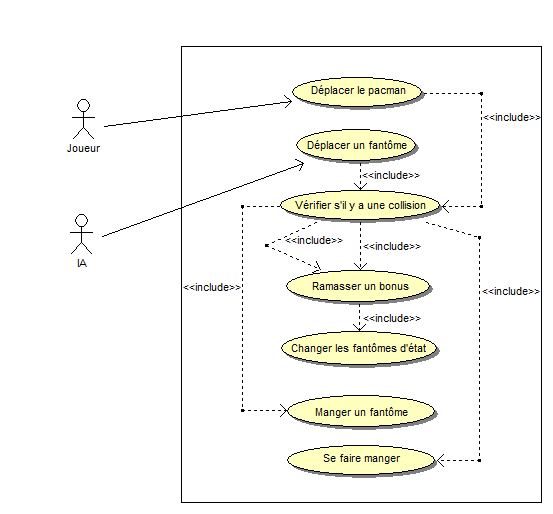 Déplacer le pacman
<<include>>
Joueur
Déplacer un fantôme
<<include>>
Vérifier s'il y a une collision
<<include>>
<<include>>
IA
Ramasser un bonus
<<include>>
<<include>>
<<include>>
Changer les fantômes d'état
Manger un fantôme
Se faire manger